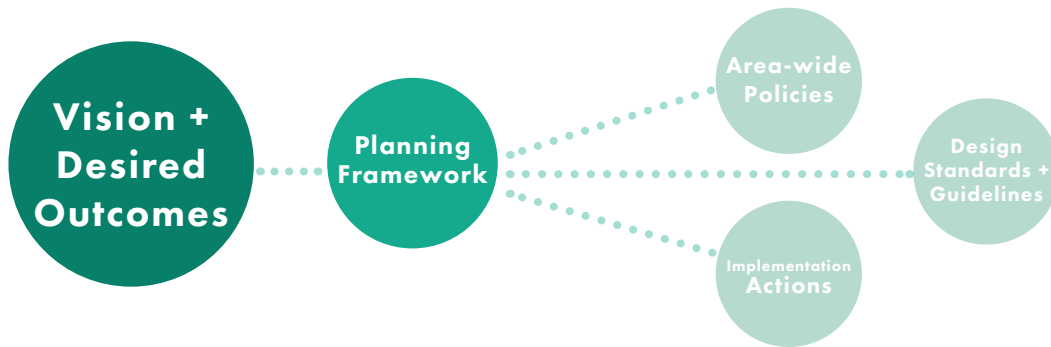 Vision +
Desired
Outcomes
Planning
Framework
Area-wide
Policies
Design
Standards +
Guidelines
Implementation
Actions